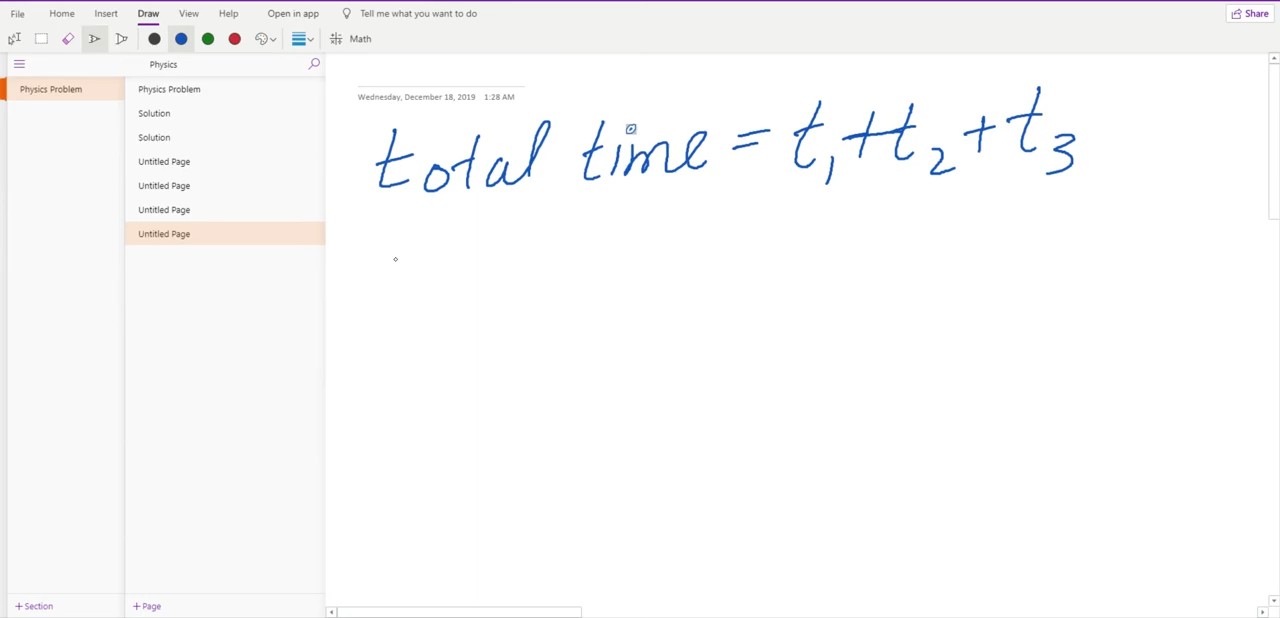 File Home Insert Draw View Help Open in app Tell me what you want to do Share
Math
Physics
Physics Problem
Physics Problem
Solution
Solution
Untitled Page
Untitled Page
Untitled Page
Untitled Page
+ Section
+ Page
Wednesday, December 18, 2019 1:28 AM
total time = t₁ + t₂ + t₃